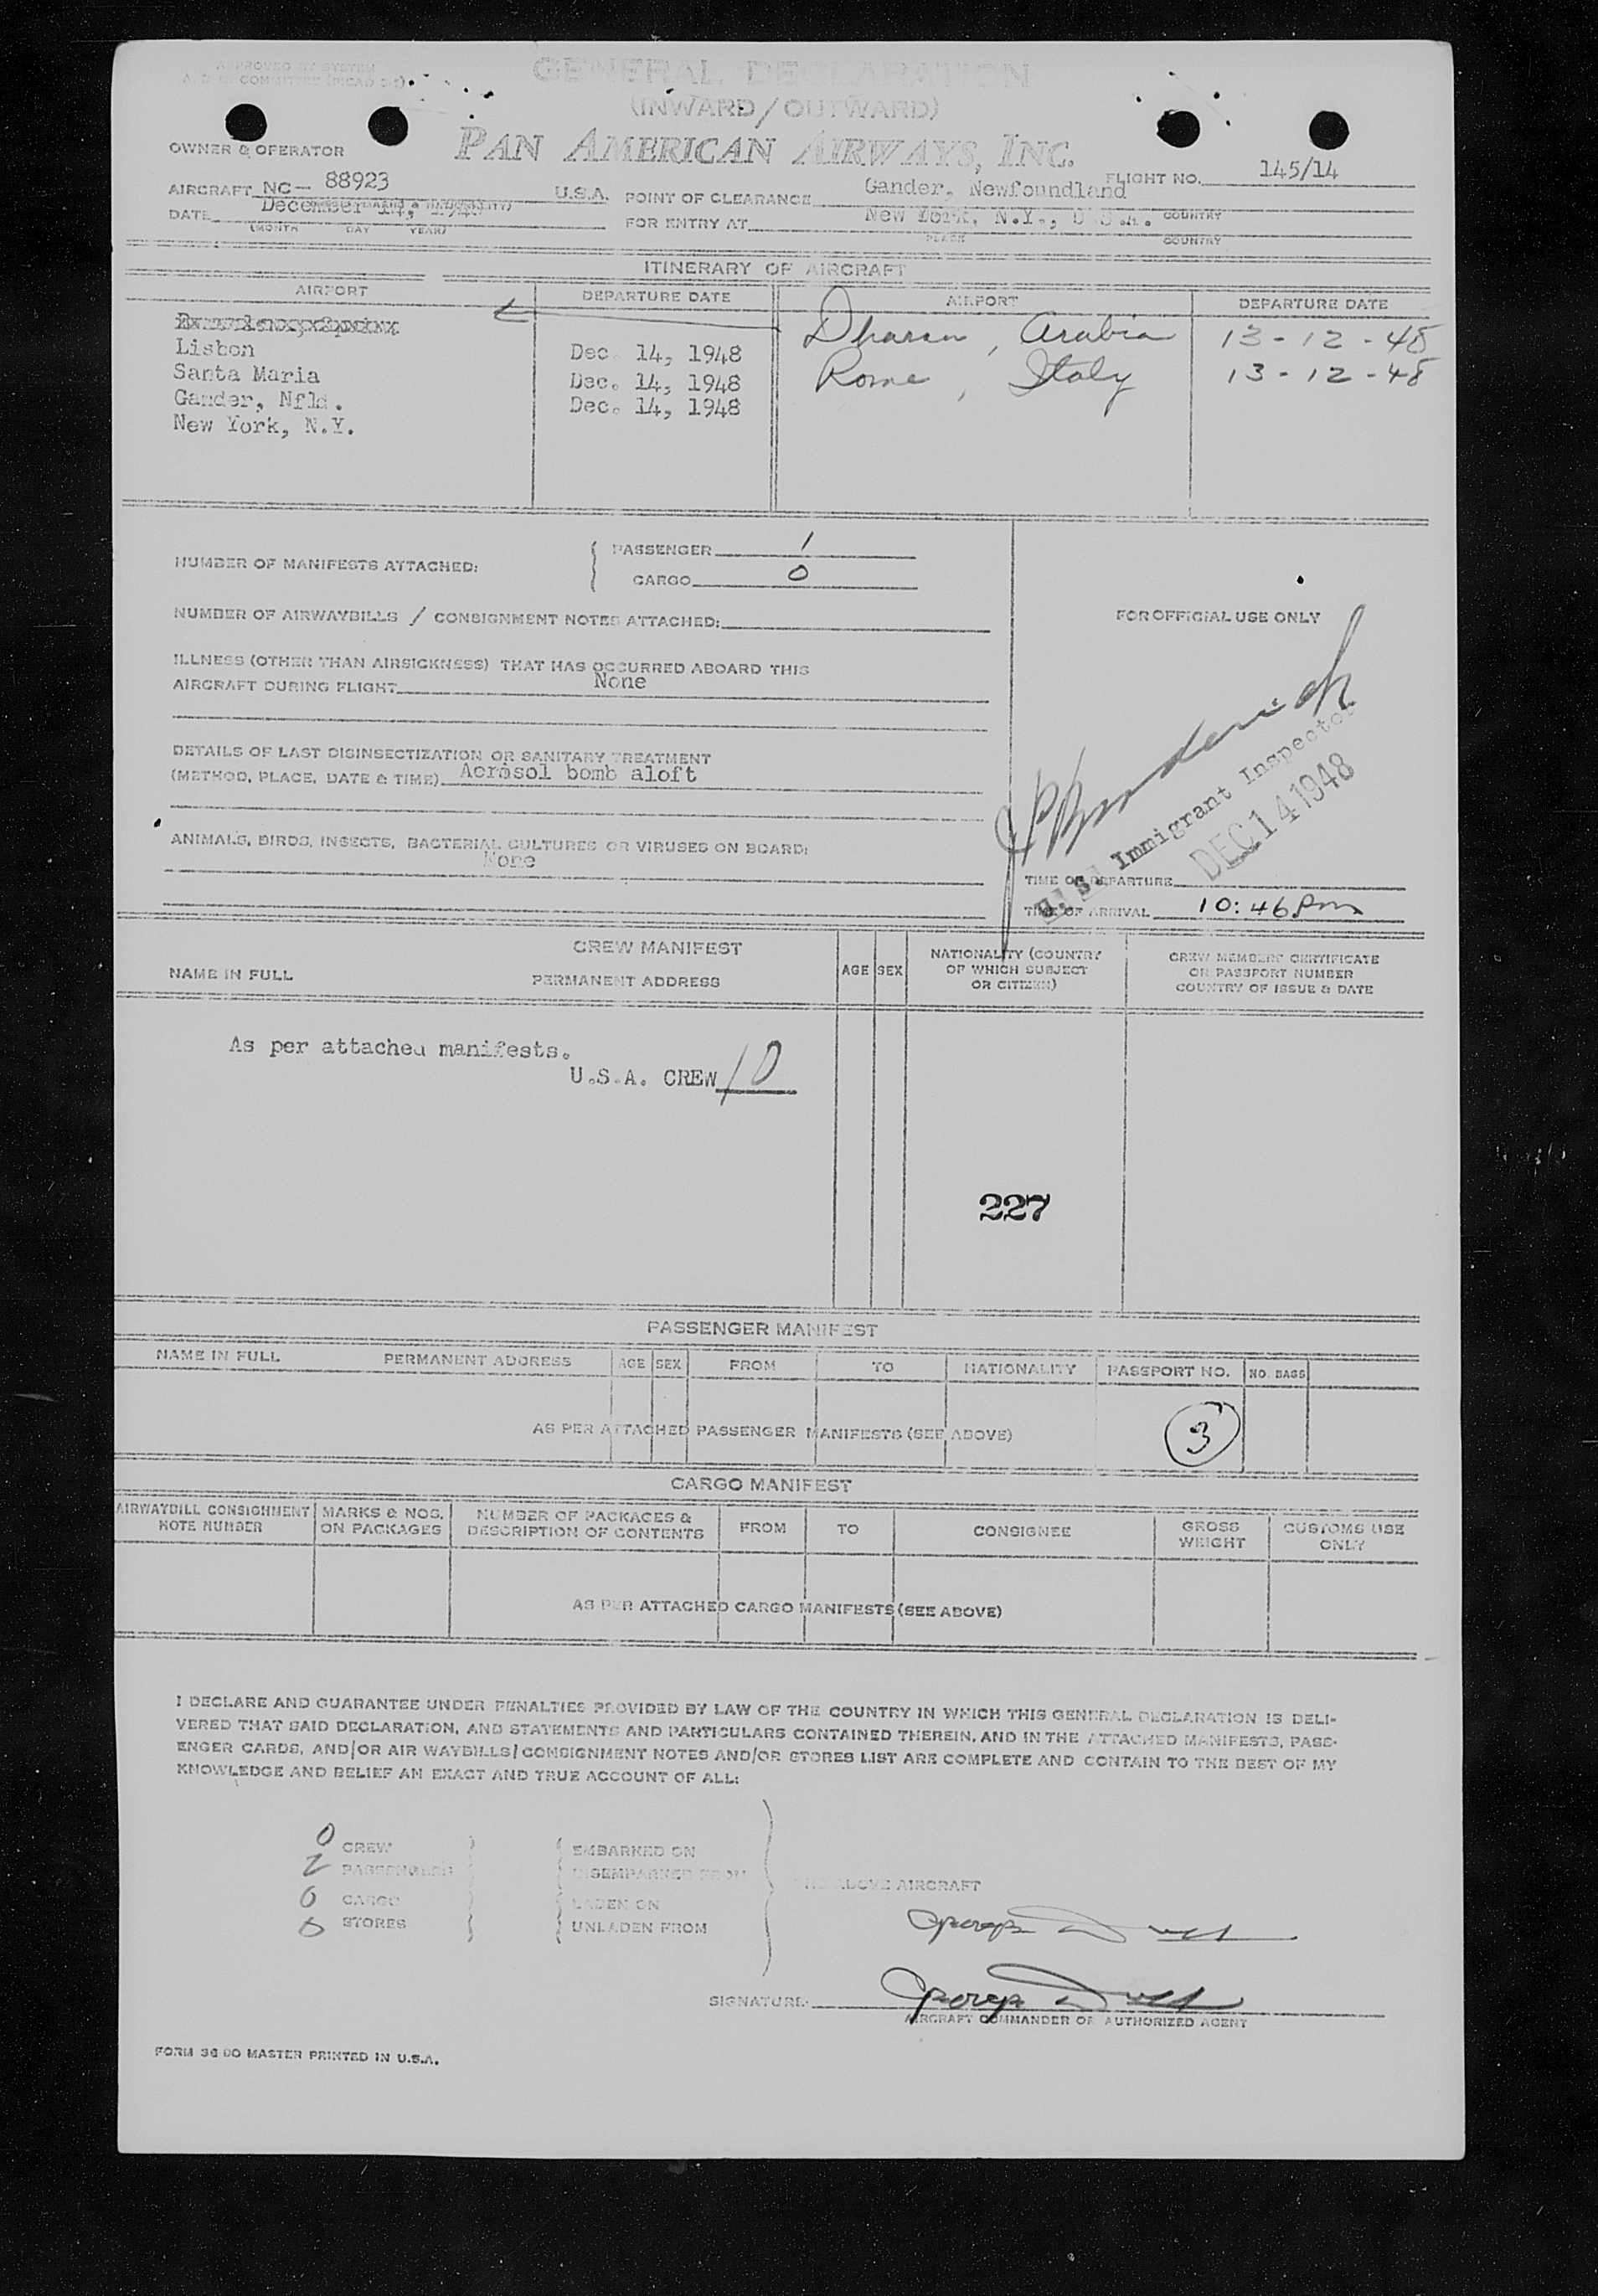 APPROVED BY SYSTEM
GENERAL DECLARATION
(INWARD/OUTWARD)
OWNER & OPERATOR PAN AMERICAN AIRWAYS, INC.
AIRCRAFT NC- 88923 U.S.A. POINT OF CLEARANCE Gander, Newfoundland FLIGHT NO. 145/14
DATE December 14, 1948 FOR ENTRY AT New York, N.Y., U.S.A. COUNTRY
(MONTH DAY YEAR) PLACE COUNTRY
ITINERARY OF AIRCRAFT
AIRPORT DEPARTURE DATE AIRPORT DEPARTURE DATE
Dharan, Arabia 13-12-48
Lisbon Dec. 14, 1948 Rome, Italy 13-12-48
Santa Maria Dec. 14, 1948
Gander, Nfld. Dec. 14, 1948
New York, N.Y.
NUMBER OF MANIFESTS ATTACHED: PASSENGER 1
CARGO 0
NUMBER OF AIRWAYBILLS / CONSIGNMENT NOTES ATTACHED:
FOR OFFICIAL USE ONLY
ILLNESS (OTHER THAN AIRSICKNESS) THAT HAS OCCURRED ABOARD THIS
AIRCRAFT DURING FLIGHT None
DETAILS OF LAST DISINSECTIZATION OR SANITARY TREATMENT
(METHOD, PLACE, DATE & TIME) Aerosol bomb aloft
ANIMALS, BIRDS, INSECTS, BACTERIAL CULTURES OR VIRUSES ON BOARD:
None
U.S. Immigrant Inspector
DEC 14 1948
TIME OF DEPARTURE
TIME OF ARRIVAL 10:46 pm
CREW MANIFEST
NAME IN FULL PERMANENT ADDRESS AGE SEX NATIONALITY (COUNTRY OF WHICH SUBJECT OR CITIZEN) CREW MEMBERS CERTIFICATE OR PASSPORT NUMBER COUNTRY OF ISSUE & DATE
As per attached manifests.
U.S.A. CREW 10
227
PASSENGER MANIFEST
NAME IN FULL PERMANENT ADDRESS AGE SEX FROM TO NATIONALITY PASSPORT NO. NO. BAGS
AS PER ATTACHED PASSENGER MANIFESTS (SEE ABOVE) 3
CARGO MANIFEST
AIRWAYBILL CONSIGNMENT NOTE NUMBER MARKS & NOS. ON PACKAGES NUMBER OF PACKAGES & DESCRIPTION OF CONTENTS FROM TO CONSIGNEE GROSS WEIGHT CUSTOMS USE ONLY
AS PER ATTACHED CARGO MANIFESTS (SEE ABOVE)
I DECLARE AND GUARANTEE UNDER PENALTIES PROVIDED BY LAW OF THE COUNTRY IN WHICH THIS GENERAL DECLARATION IS DELI-
VERED THAT SAID DECLARATION, AND STATEMENTS AND PARTICULARS CONTAINED THEREIN, AND IN THE ATTACHED MANIFESTS, PASS-
ENGER CARDS, AND/OR AIR WAYBILLS/CONSIGNMENT NOTES AND/OR STORES LIST ARE COMPLETE AND CONTAIN TO THE BEST OF MY
KNOWLEDGE AND BELIEF AN EXACT AND TRUE ACCOUNT OF ALL:
0 CREW EMBARKED ON
2 PASSENGERS DISEMBARKED FROM
THE ABOVE AIRCRAFT
0 CARGO LADEN ON
0 STORES UNLADEN FROM
SIGNATURE:
AIRCRAFT COMMANDER OR AUTHORIZED AGENT
FORM 36 DO MASTER PRINTED IN U.S.A.